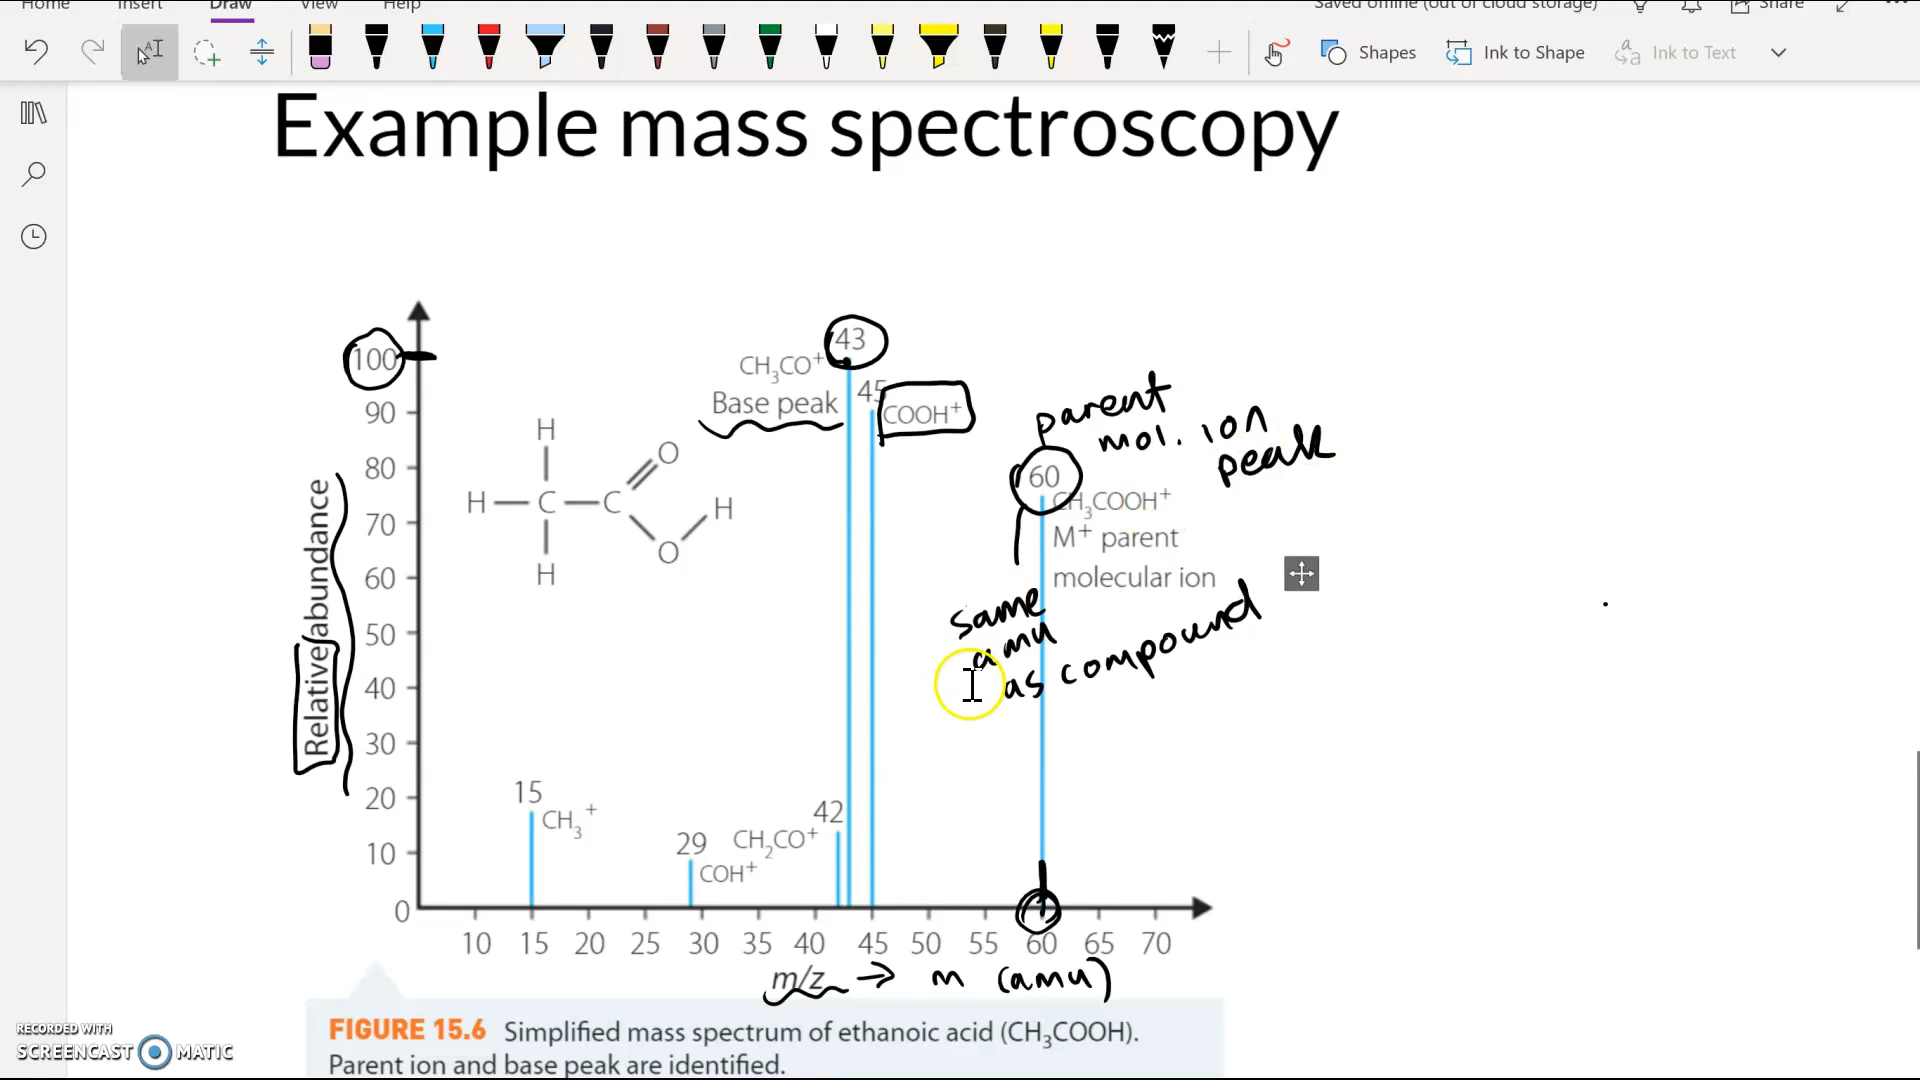 Home Insert Draw View Help
Saved offline (out of cloud storage) Share
Shapes Ink to Shape Ink to Text
Example mass spectroscopy
100
90
80
70
60
50
40
30
20
10
0
Relative abundance
43
CH₃CO⁺
Base peak
45
COOH⁺
H
H — C — C
O
O
H
H
parent
mol. ion
peak
60
CH₃COOH⁺
M⁺ parent
molecular ion
same
amu
as compound
15
CH₃⁺
29
COH⁺
42
CH₂CO⁺
10 15 20 25 30 35 40 45 50 55 60 65 70
m/z → m (amu)
FIGURE 15.6 Simplified mass spectrum of ethanoic acid (CH₃COOH).
Parent ion and base peak are identified.
RECORDED WITH
SCREENCAST MATIC